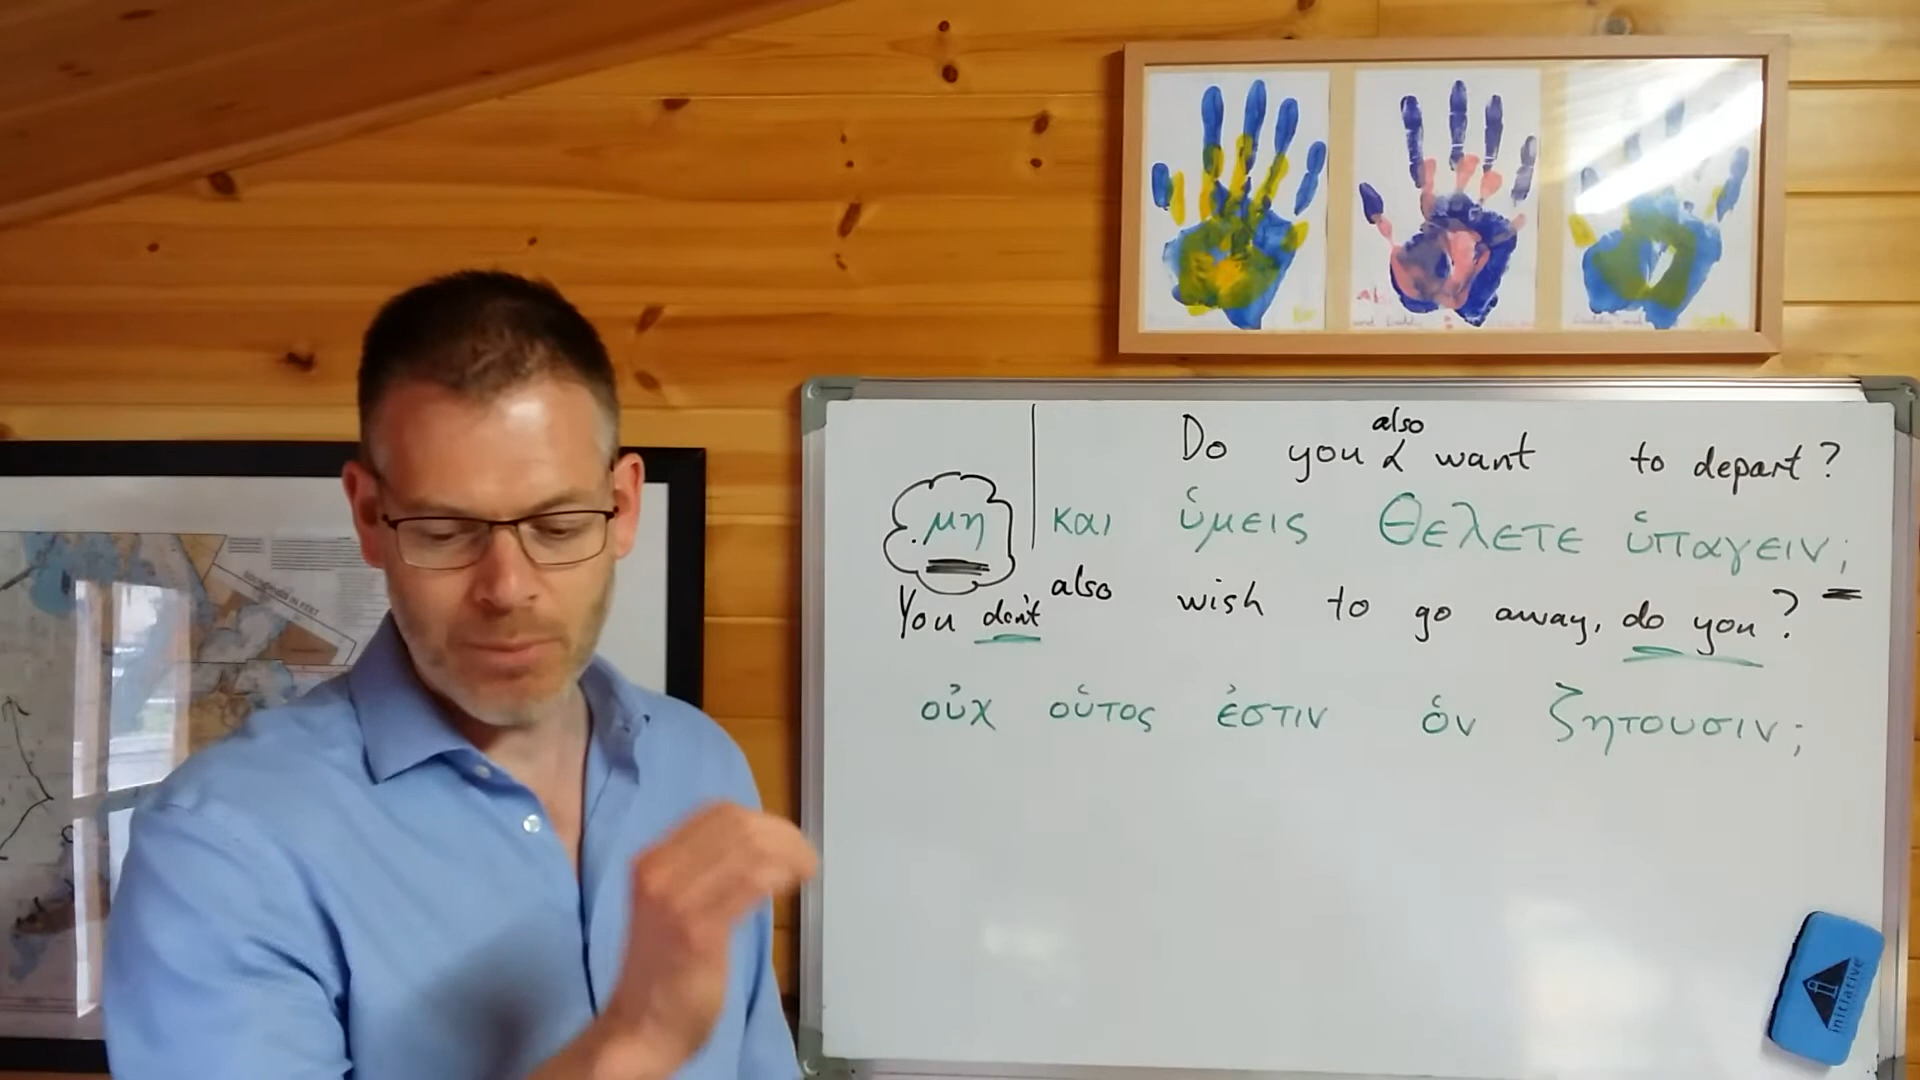 also
Do you want to depart?
μη και ὑμεις θελετε ὑπαγειν;
You don't also wish to go away, do you?
οὐχ οὑτος ἐστιν ὁν ζητουσιν;
initiative